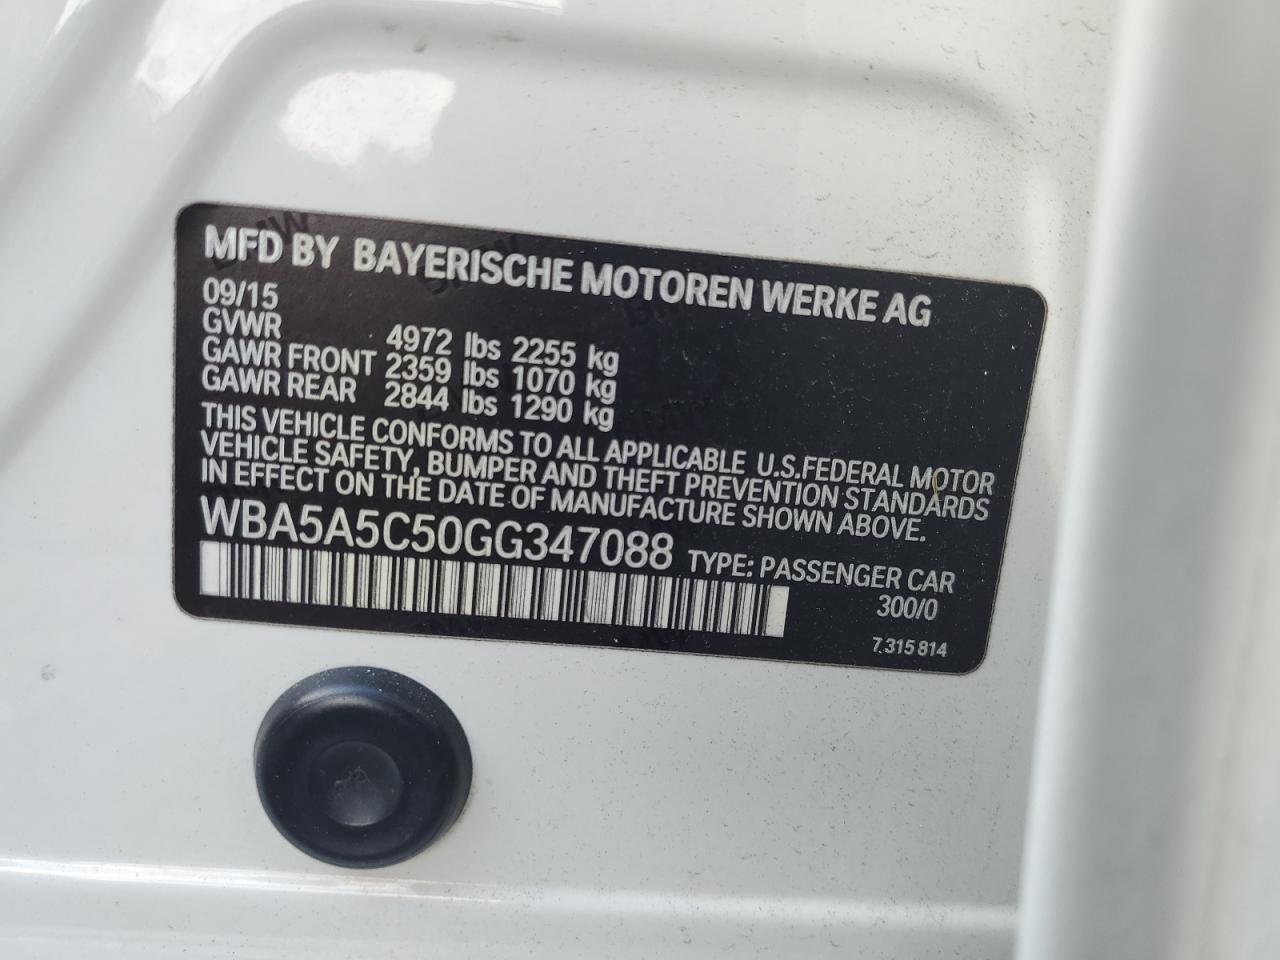 MFD BY BAYERISCHE MOTOREN WERKE AG
09/15
GVWR 4972 lbs 2255 kg
GAWR FRONT 2359 lbs 1070 kg
GAWR REAR 2844 lbs 1290 kg
THIS VEHICLE CONFORMS TO ALL APPLICABLE U.S.FEDERAL MOTOR
VEHICLE SAFETY, BUMPER AND THEFT PREVENTION STANDARDS
IN EFFECT ON THE DATE OF MANUFACTURE SHOWN ABOVE.
WBA5A5C50GG347088 TYPE: PASSENGER CAR
300/0
7.315 814